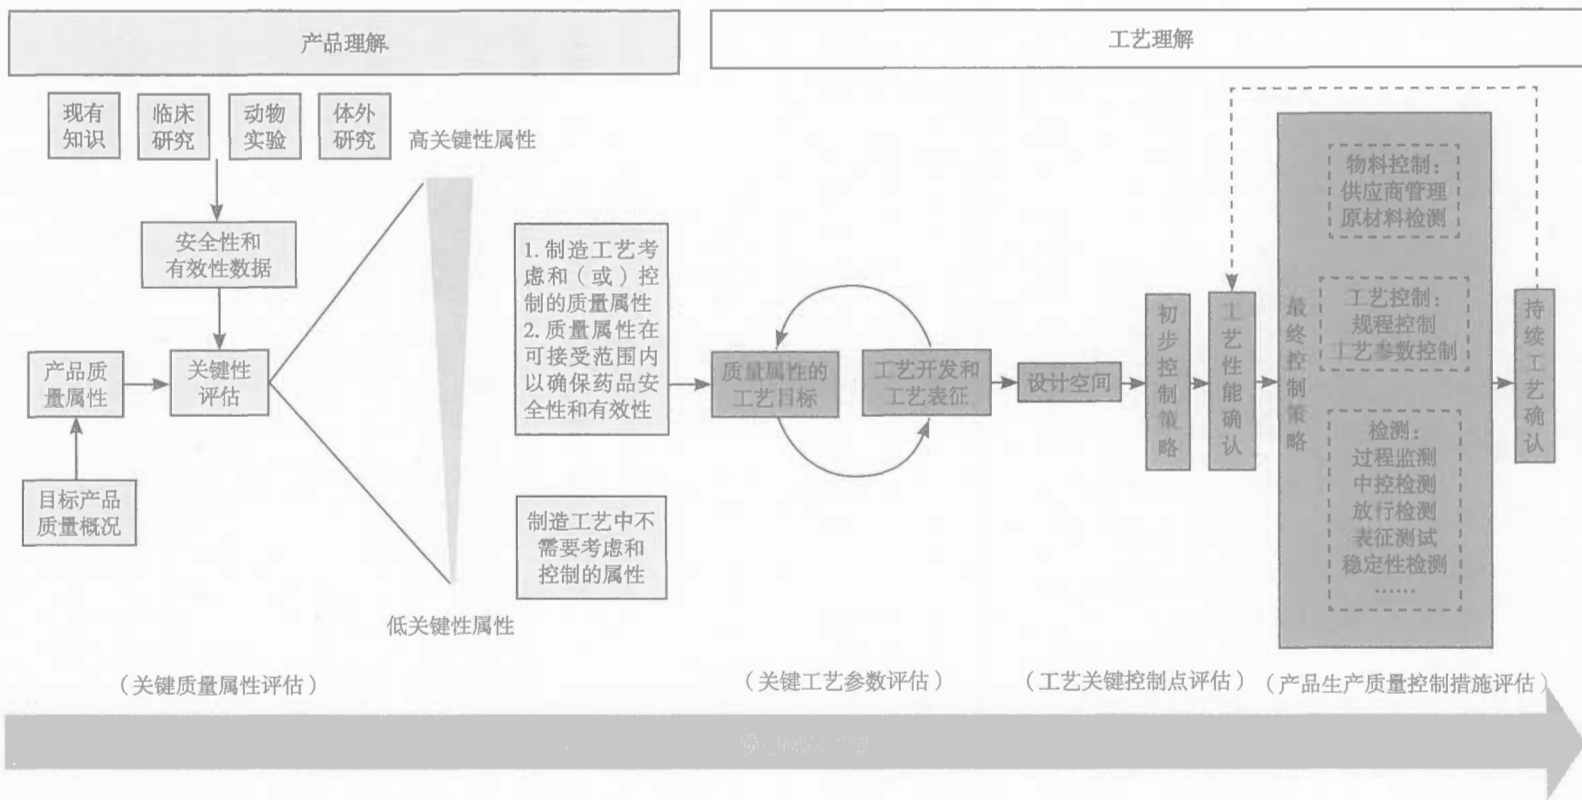 产品理解
工艺理解
现有
知识
临床
研究
动物
实验
体外
研究
高关键性属性
安全性和
有效性数据
产品质
量属性
关键性
评估
目标产品
质量概况
低关键性属性
1. 制造工艺考
虑和（或）控
制的质量属性
2. 质量属性在
可接受范围内
以确保药品安
全性和有效性
制造工艺中不
需要考虑和
控制的属性
质量属性的
工艺目标
工艺开发和
工艺表征
设计空间
初步控制策略
工艺性能确认
最终控制策略
物料控制：
供应商管理
原材料检测
工艺控制：
规程控制
工艺参数控制
检测：
过程监测
中控检测
放行检测
表征测试
稳定性检测
……
持续工艺确认
（关键质量属性评估）
（关键工艺参数评估）
（工艺关键控制点评估）
（产品生产质量控制措施评估）